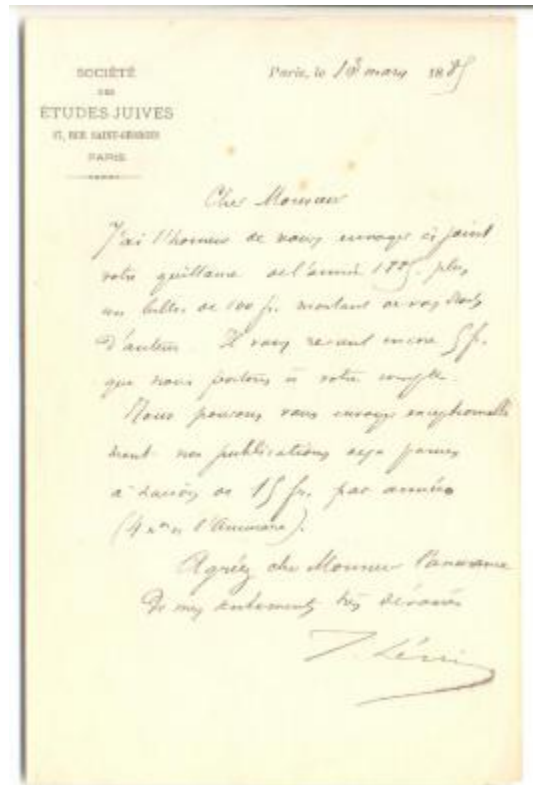 SOCIÉTÉ
DES
ÉTUDES JUIVES
17, RUE SAINT-GEORGES
PARIS
Paris, le 18 mars 1885
Cher Monsieur
J'ai l'honneur de vous envoyer ci joint
votre quittance de l'année 1885. plus,
un billet de 100 fr. montant de vos droits
d'auteur. Il vous revient encore 5 fr.
que nous portons à votre compte.
Nous pouvons vous envoyer exceptionnelle
ment nos publications déjà parues
à raison de 15 fr. par année
(4 nos et l'Annuaire).
Agréez cher Monsieur l'assurance
de mes sentiments très dévoués
Lévi